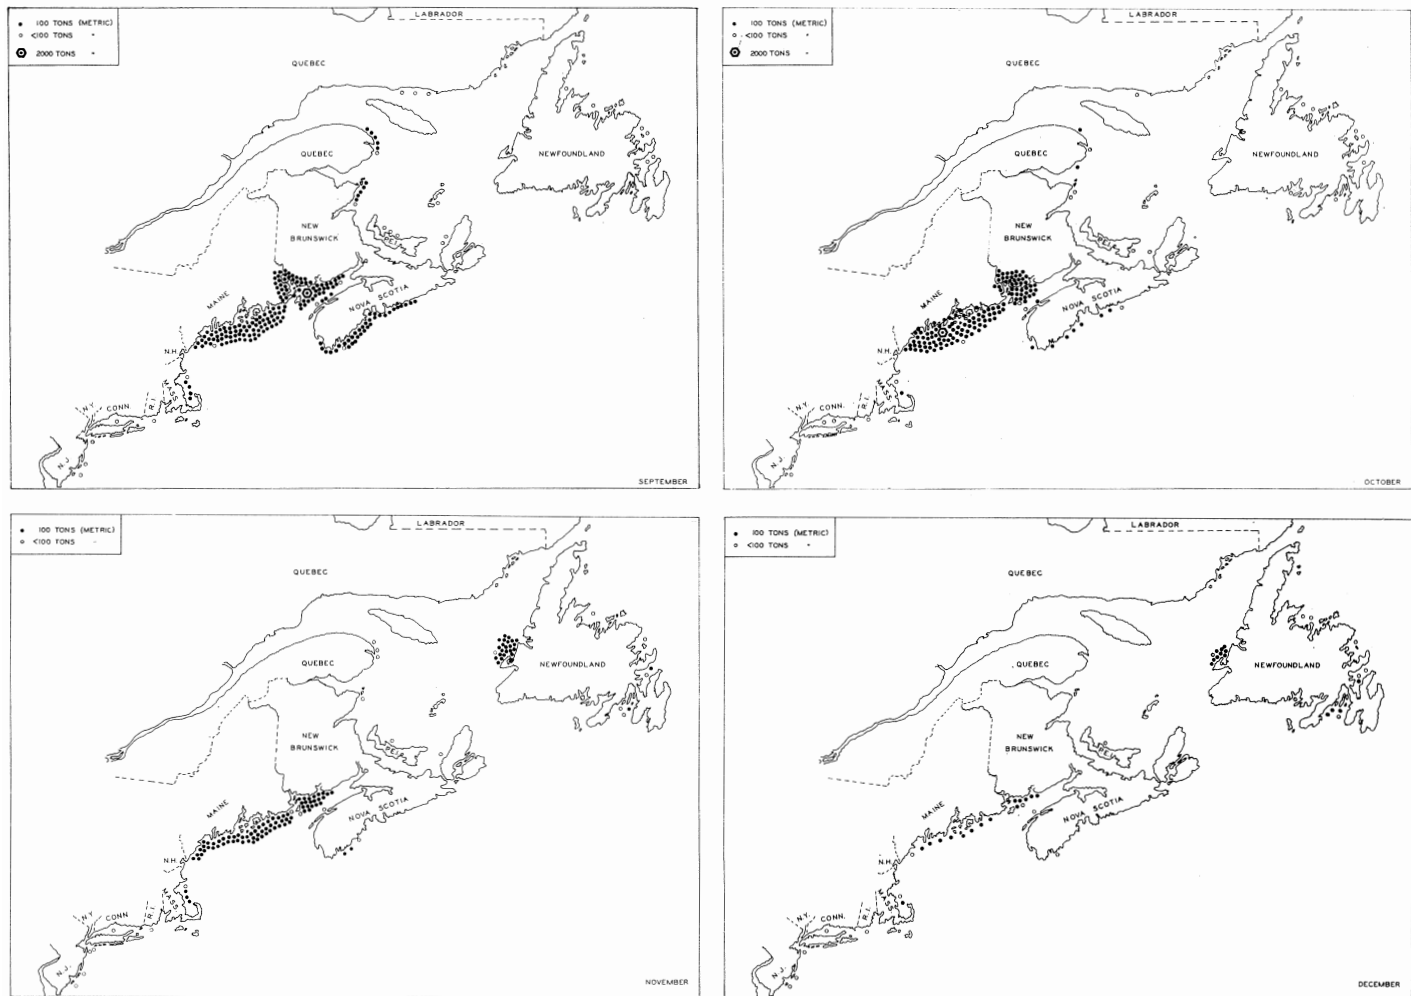 100 TONS (METRIC)
<100 TONS "
2000 TONS "
LABRADOR
QUEBEC
QUEBEC
NEWFOUNDLAND
NEW
BRUNSWICK
P.E.I.
MAINE
NOVA SCOTIA
N.H.
MASS
R.I.
CONN.
N.Y.
N.J.
SEPTEMBER
100 TONS (METRIC)
<100 TONS "
2000 TONS "
LABRADOR
QUEBEC
QUEBEC
NEWFOUNDLAND
NEW
BRUNSWICK
P.E.I.
MAINE
NOVA SCOTIA
N.H.
MASS
R.I.
CONN.
N.Y.
N.J.
OCTOBER
100 TONS (METRIC)
<100 TONS "
LABRADOR
QUEBEC
QUEBEC
NEWFOUNDLAND
NEW
BRUNSWICK
P.E.I.
MAINE
NOVA SCOTIA
N.H.
MASS
R.I.
CONN
N.Y.
N.J.
NOVEMBER
100 TONS (METRIC)
<100 TONS "
LABRADOR
QUEBEC
QUEBEC
NEWFOUNDLAND
NEW
BRUNSWICK
P.E.I.
MAINE
NOVA SCOTIA
N.H.
MASS
R.I.
CONN.
N.Y.
N.J.
DECEMBER